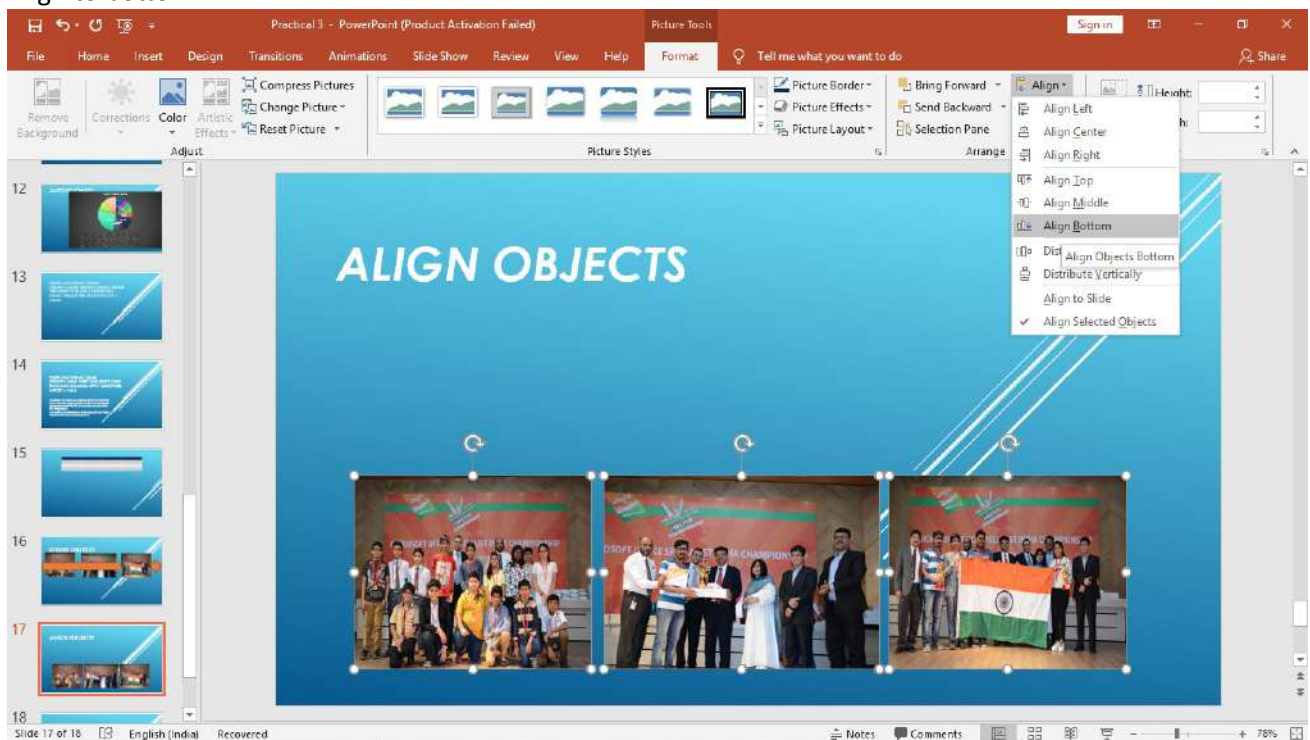 Practical 3 - PowerPoint (Product Activation Failed)
Picture Tools
Sign in
File Home Insert Design Transitions Animations Slide Show Review View Help Format Tell me what you want to do Share
Remove Background
Corrections
Color
Artistic Effects
Compress Pictures
Change Picture
Reset Picture
Adjust
Picture Styles
Picture Border
Picture Effects
Picture Layout
Bring Forward
Send Backward
Selection Pane
Arrange
Align
Height:
Align Left
Align Center
Align Right
Align Top
Align Middle
Align Bottom
Align Objects Bottom
Distribute Vertically
Align to Slide
Align Selected Objects
12
13
14
15
16
17
18
ALIGN OBJECTS
Slide 17 of 18 English (India) Recovered
Notes Comments 78%